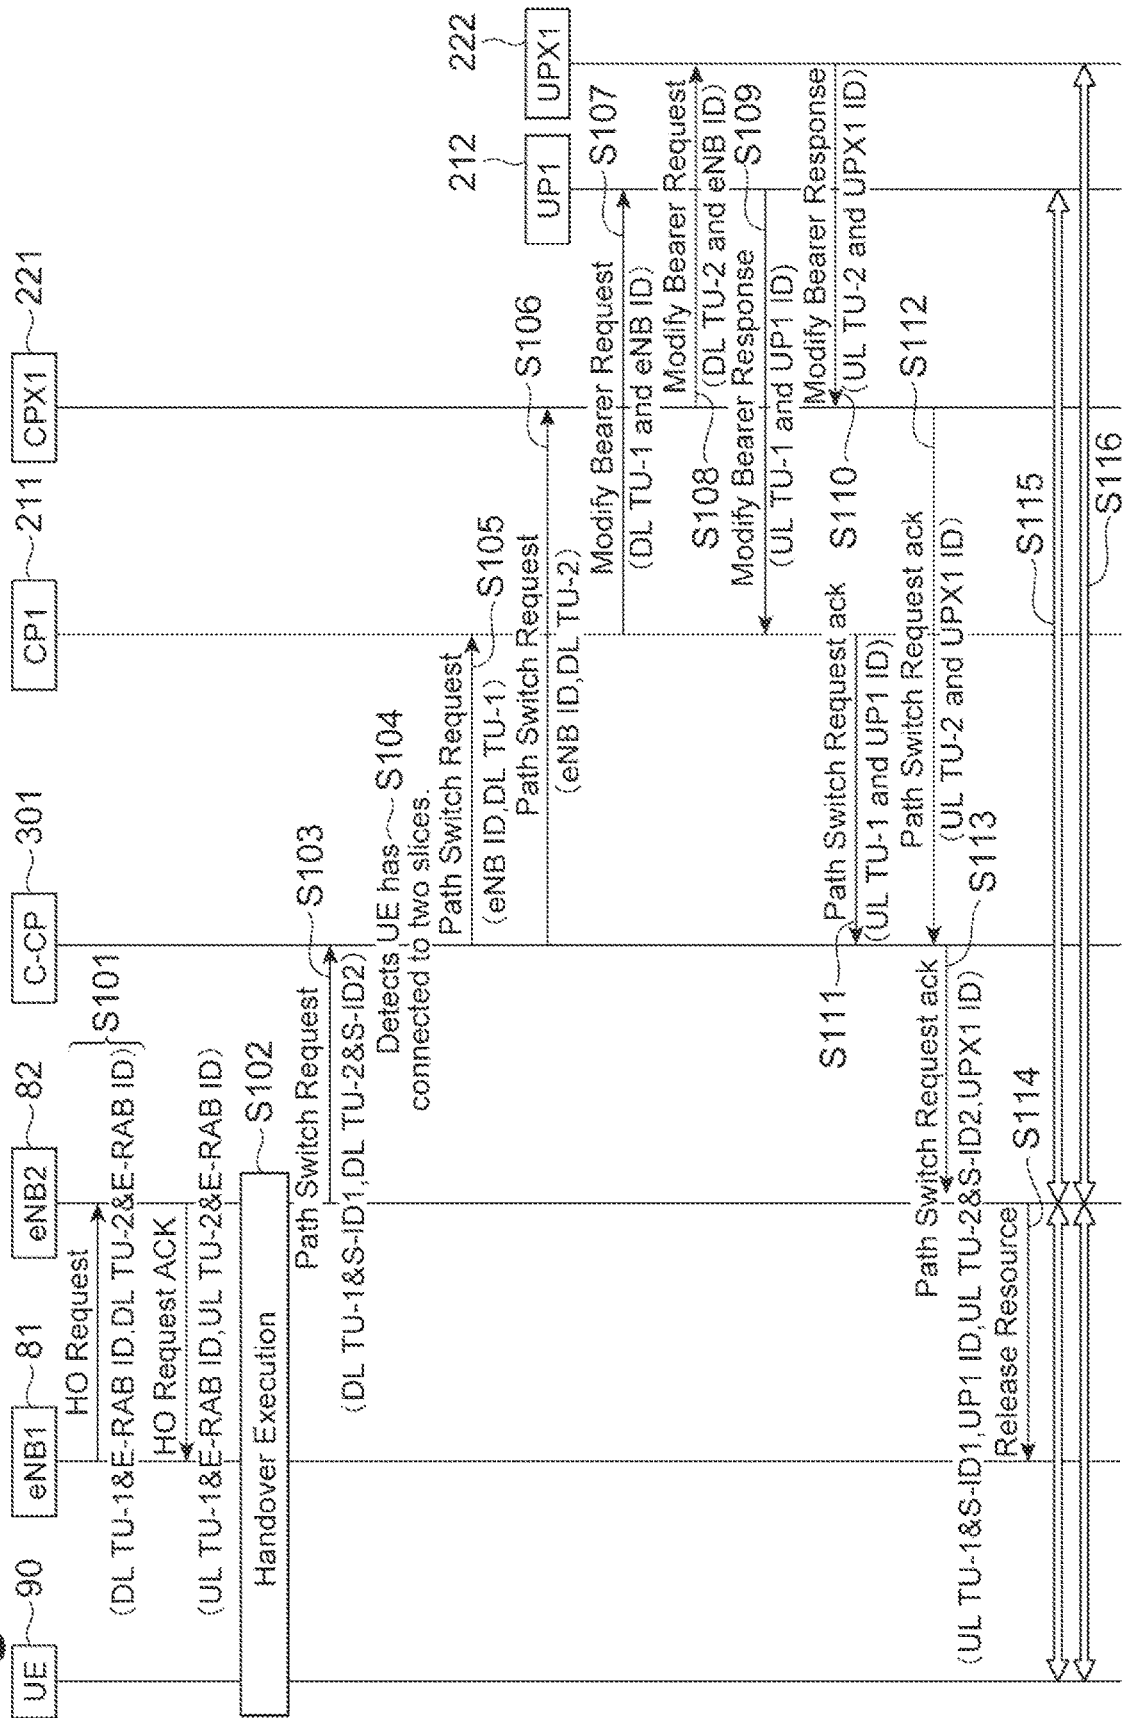 UE
90
eNB1
81
eNB2
82
C-CP
301
CP1
211
CPX1
221
UP1
212
UPX1
222
HO Request
(DL TU-1&E-RAB ID,DL TU-2&E-RAB ID)
S101
HO Request ACK
(UL TU-1&E-RAB ID,UL TU-2&E-RAB ID)
Handover Execution
S102
Path Switch Request
S103
(DL TU-1&S-ID1,DL TU-2&S-ID2)
Detects UE has
S104
connected to two slices.
Path Switch Request
S105
(eNB ID,DL TU-1)
Path Switch Request
S106
(eNB ID,DL TU-2)
Modify Bearer Request
S107
(DL TU-1 and eNB ID)
Modify Bearer Request
S108
(DL TU-2 and eNB ID)
Modify Bearer Response
S109
(UL TU-1 and UP1 ID)
Modify Bearer Response
S110
(UL TU-2 and UPX1 ID)
Path Switch Request ack
S111
(UL TU-1 and UP1 ID)
Path Switch Request ack
S112
(UL TU-2 and UPX1 ID)
Path Switch Request ack
S113
(UL TU-1&S-ID1,UP1 ID,UL TU-2&S-ID2,UPX1 ID)
Release Resource
S114
S115
S116